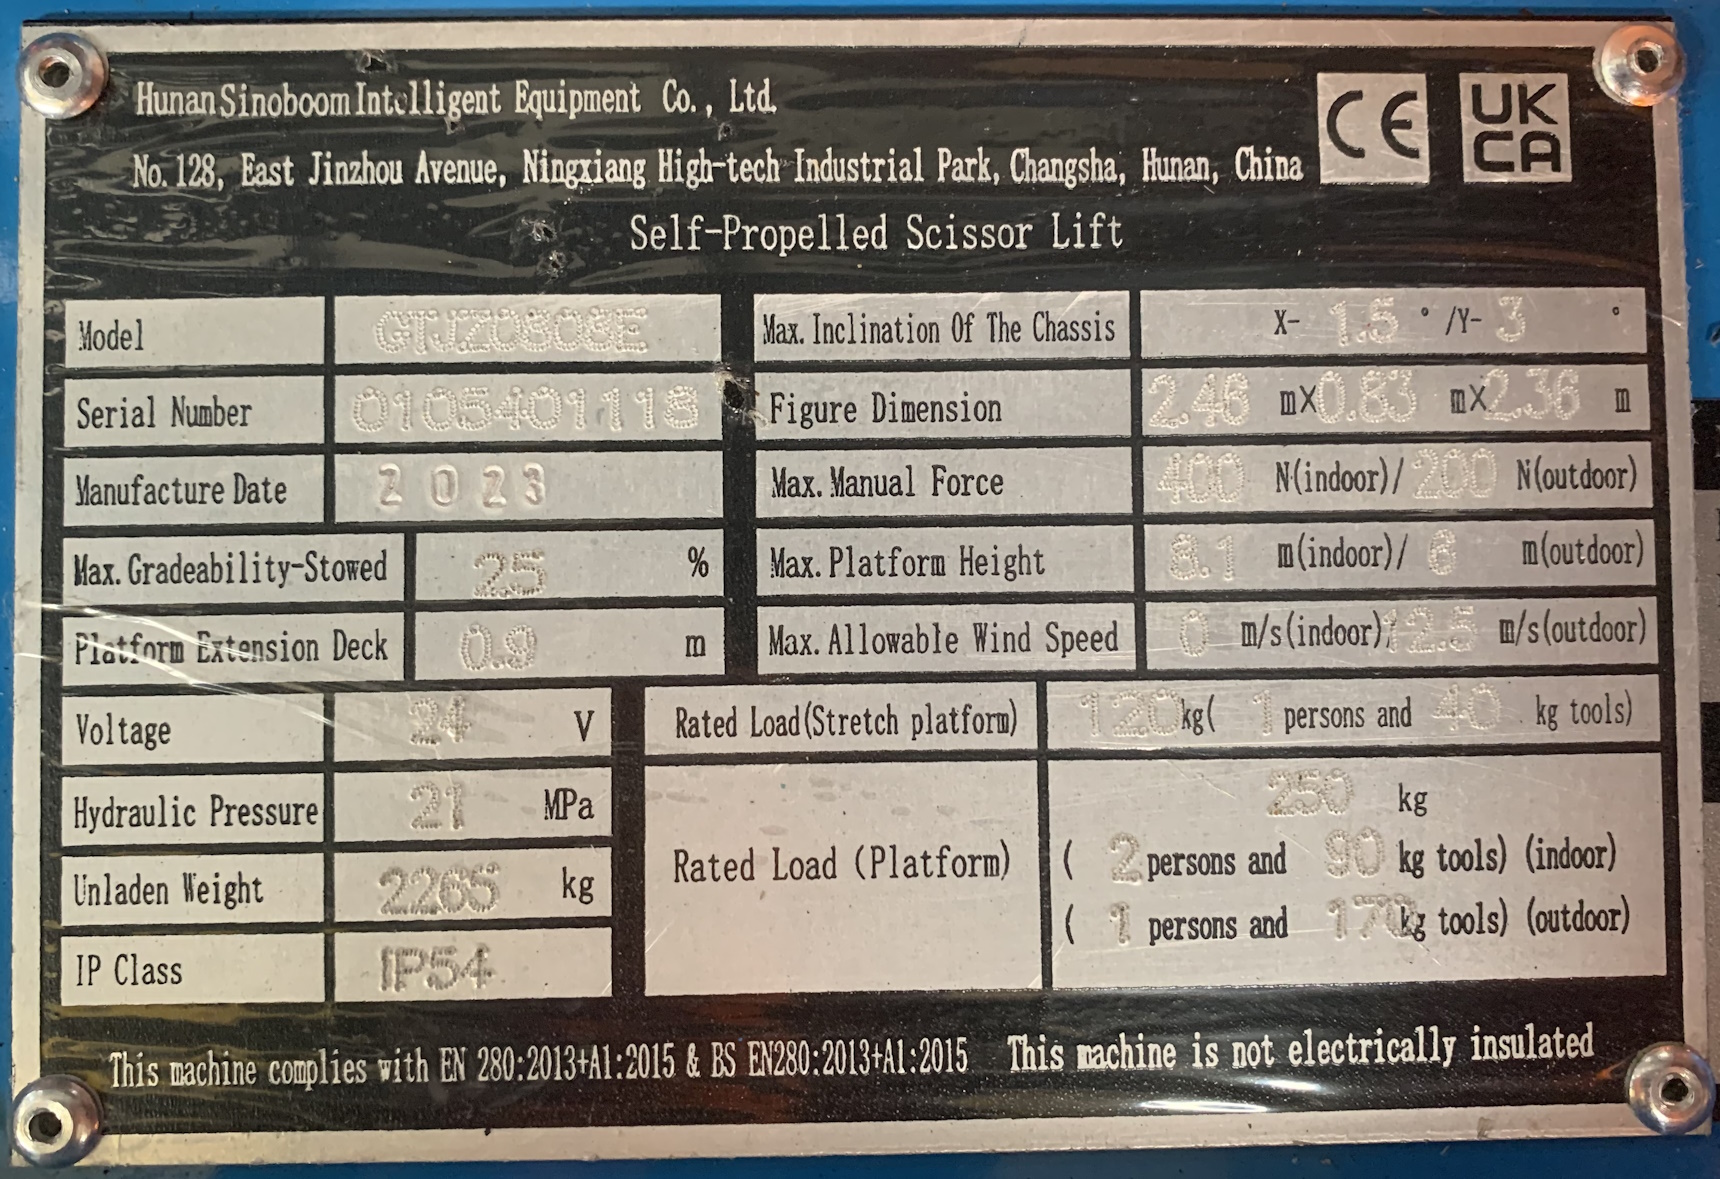 Hunan Sinoboom Intelligent Equipment Co., Ltd.
No. 128, East Jinzhou Avenue, Ningxiang High-tech Industrial Park, Changsha, Hunan, China
CE
UK
CA
Self-Propelled Scissor Lift
Model GTJZ0808E
Serial Number 0105401118
Manufacture Date 2023
Max. Gradeability-Stowed 25 %
Platform Extension Deck 0.9 m
Voltage 24 V
Hydraulic Pressure 21 MPa
Unladen Weight 2265 kg
IP Class IP54
Max. Inclination Of The Chassis X- 1.5 ° /Y- 3 °
Figure Dimension 2.46 m×0.83 m×2.36 m
Max. Manual Force 400 N(indoor)/ 200 N(outdoor)
Max. Platform Height 8.1 m(indoor)/ 6 m(outdoor)
Max. Allowable Wind Speed 0 m/s(indoor)/12.5 m/s(outdoor)
Rated Load(Stretch platform) 120kg( 1 persons and 40 kg tools)
Rated Load (Platform) 250 kg
( 2 persons and 90 kg tools) (indoor)
( 1 persons and 170kg tools) (outdoor)
This machine complies with EN 280:2013+A1:2015 & BS EN280:2013+A1:2015 This machine is not electrically insulated